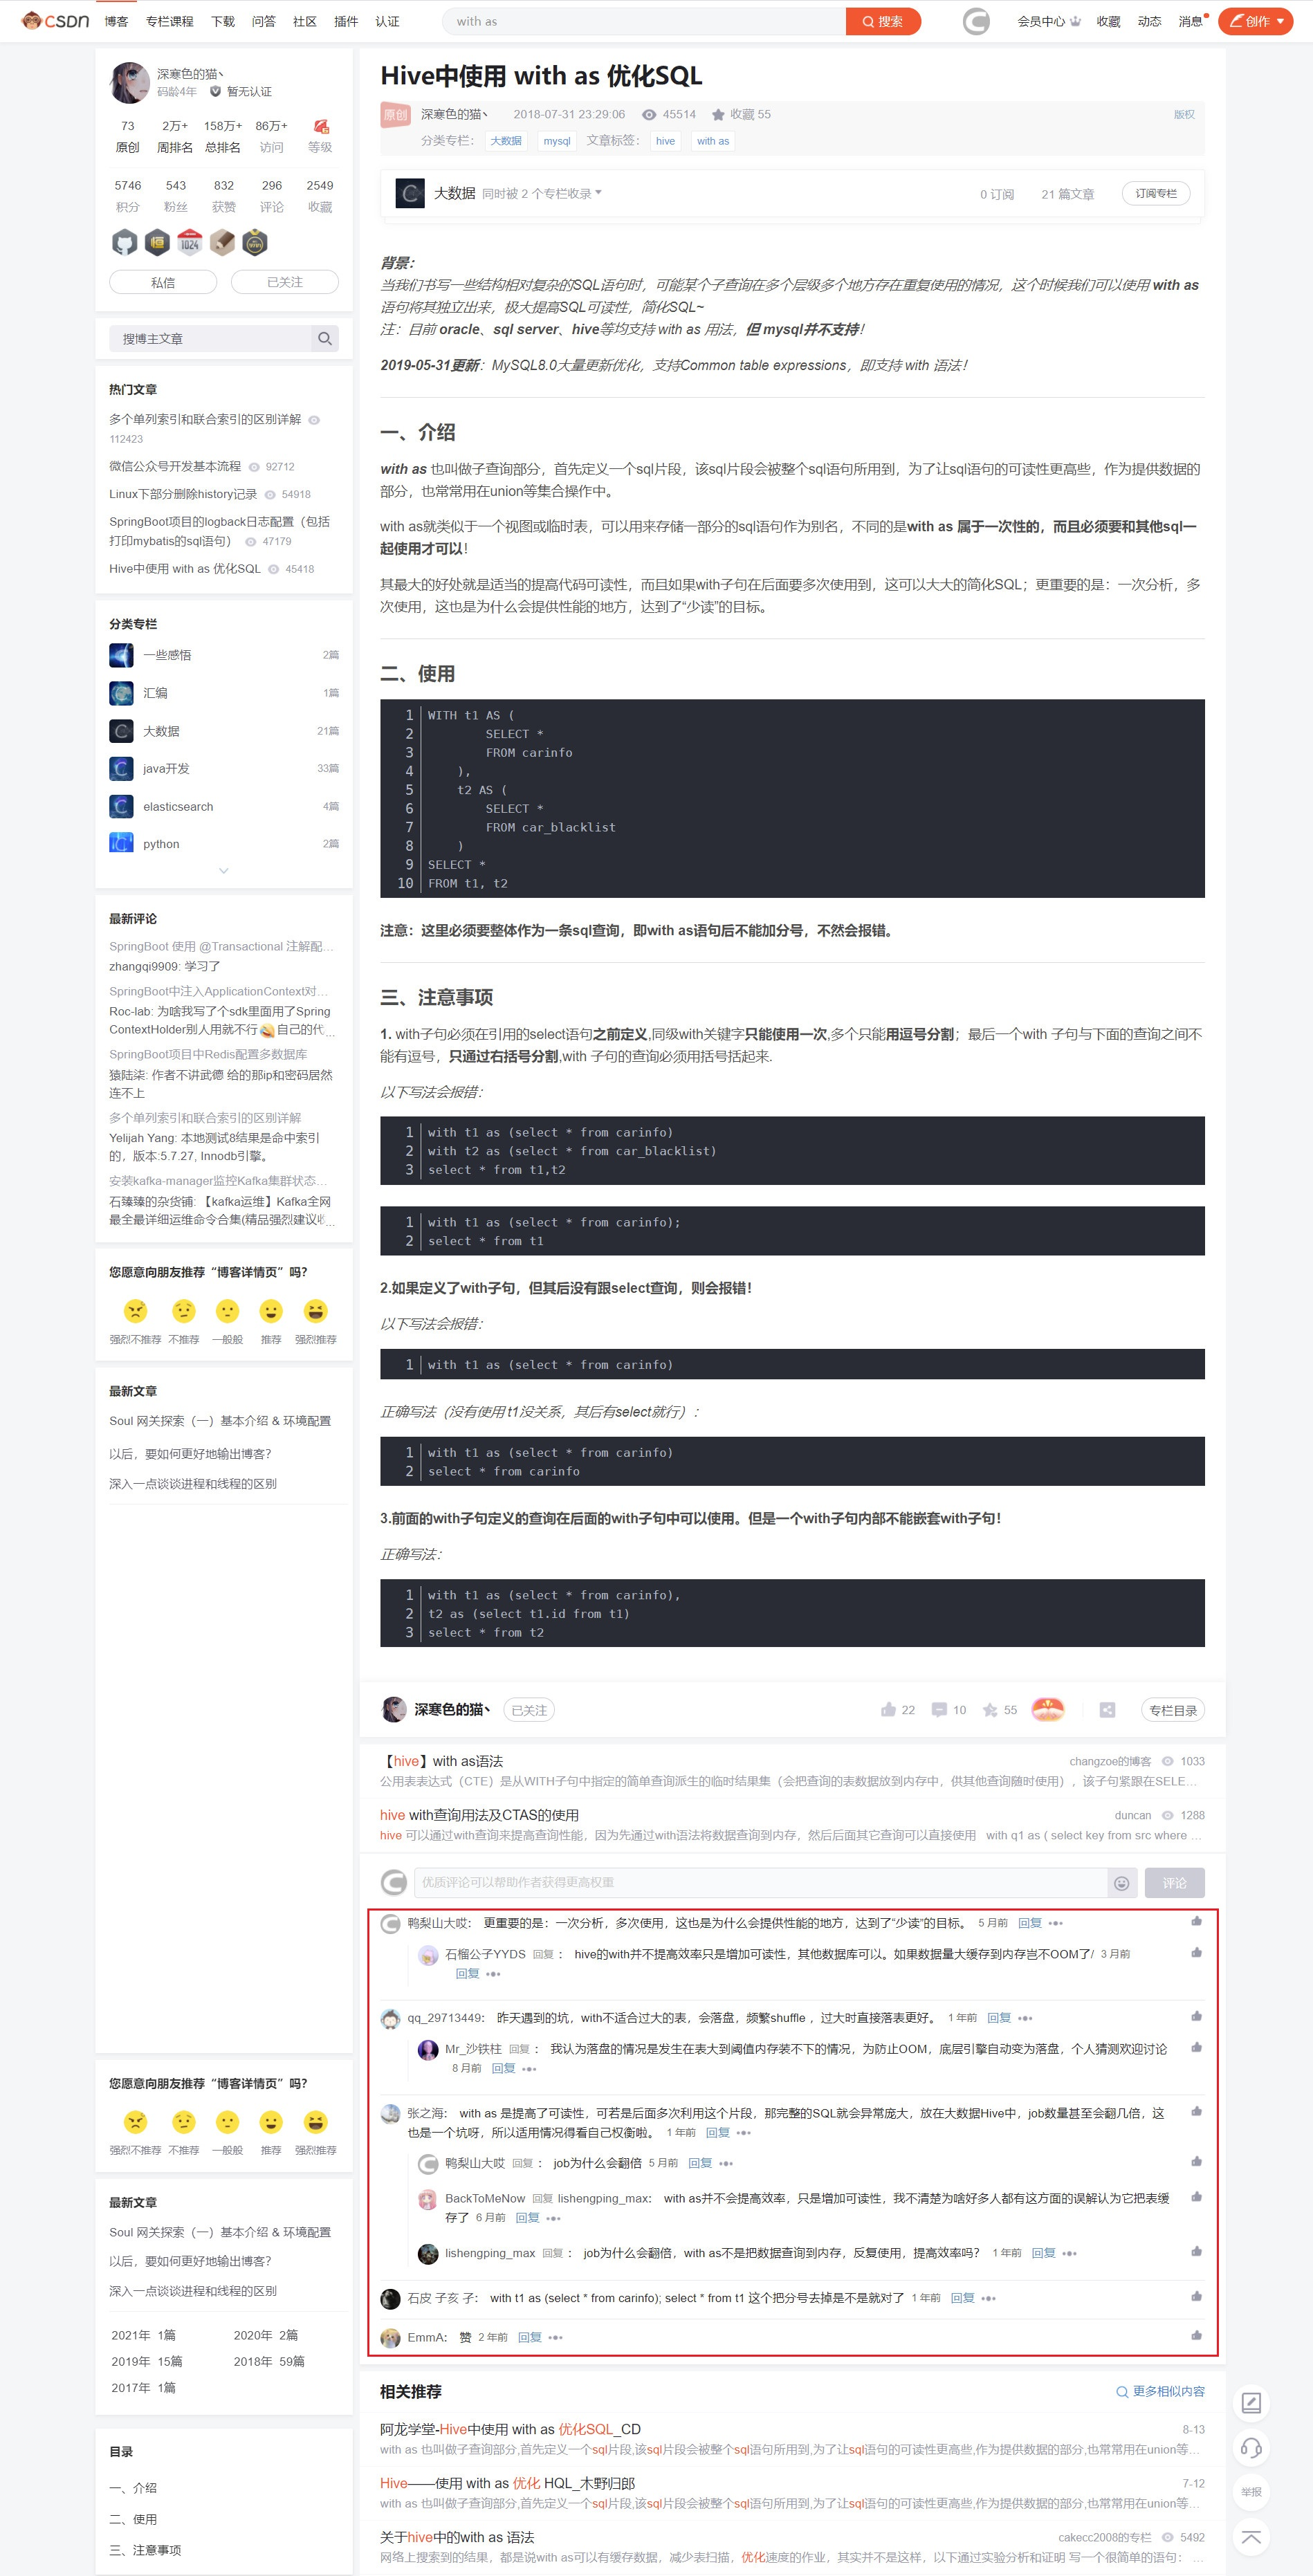 CSDN 博客 专栏课程 下载 问答 社区 插件 认证 with as 搜索 会员中心 收藏 动态 消息 创作
深寒色的猫丶
码龄4年 暂无认证
73 2万+ 158万+ 86万+
原创 周排名 总排名 访问 等级
5746 543 832 296 2549
积分 粉丝 获赞 评论 收藏
1024
私信 已关注
搜博主文章
热门文章
多个单列索引和联合索引的区别详解
112423
微信公众号开发基本流程 92712
Linux下部分删除history记录 54918
SpringBoot项目的logback日志配置（包括
打印mybatis的sql语句） 47179
Hive中使用 with as 优化SQL 45418
分类专栏
一些感悟 2篇
汇编 1篇
大数据 21篇
java开发 33篇
elasticsearch 4篇
python 2篇
最新评论
SpringBoot 使用 @Transactional 注解配...
zhangqi9909: 学习了
SpringBoot中注入ApplicationContext对...
Roc-lab: 为啥我写了个sdk里面用了Spring
ContextHolder别人用就不行 自己的代...
SpringBoot项目中Redis配置多数据库
猿陆柒: 作者不讲武德 给的那ip和密码居然
连不上
多个单列索引和联合索引的区别详解
Yelijah Yang: 本地测试8结果是命中索引
的，版本:5.7.27, Innodb引擎。
安装kafka-manager监控Kafka集群状态...
石臻臻的杂货铺: 【kafka运维】Kafka全网
最全最详细运维命令合集(精品强烈建议收...
您愿意向朋友推荐“博客详情页”吗？
强烈不推荐 不推荐 一般般 推荐 强烈推荐
最新文章
Soul 网关探索（一）基本介绍 & 环境配置
以后，要如何更好地输出博客？
深入一点谈谈进程和线程的区别
您愿意向朋友推荐“博客详情页”吗？
强烈不推荐 不推荐 一般般 推荐 强烈推荐
最新文章
Soul 网关探索（一）基本介绍 & 环境配置
以后，要如何更好地输出博客？
深入一点谈谈进程和线程的区别
2021年 1篇 2020年 2篇
2019年 15篇 2018年 59篇
2017年 1篇
目录
一、介绍
二、使用
三、注意事项
Hive中使用 with as 优化SQL
原创 深寒色的猫丶 2018-07-31 23:29:06 45514 收藏 55 版权
分类专栏： 大数据 mysql 文章标签： hive with as
大数据 同时被 2 个专栏收录 0 订阅 21 篇文章 订阅专栏
背景：
当我们书写一些结构相对复杂的SQL语句时，可能某个子查询在多个层级多个地方存在重复使用的情况，这个时候我们可以使用 with as
语句将其独立出来，极大提高SQL可读性，简化SQL~
注：目前 oracle、sql server、hive等均支持 with as 用法，但 mysql并不支持！
2019-05-31更新：MySQL8.0大量更新优化，支持Common table expressions，即支持 with 语法！
一、介绍
with as 也叫做子查询部分，首先定义一个sql片段，该sql片段会被整个sql语句所用到，为了让sql语句的可读性更高些，作为提供数据的
部分，也常常用在union等集合操作中。
with as就类似于一个视图或临时表，可以用来存储一部分的sql语句作为别名，不同的是with as 属于一次性的，而且必须要和其他sql一
起使用才可以！
其最大的好处就是适当的提高代码可读性，而且如果with子句在后面要多次使用到，这可以大大的简化SQL；更重要的是：一次分析，多
次使用，这也是为什么会提供性能的地方，达到了“少读”的目标。
二、使用
1 WITH t1 AS (
2 SELECT *
3 FROM carinfo
4 ),
5 t2 AS (
6 SELECT *
7 FROM car_blacklist
8 )
9 SELECT *
10 FROM t1, t2
注意：这里必须要整体作为一条sql查询，即with as语句后不能加分号，不然会报错。
三、注意事项
1. with子句必须在引用的select语句之前定义,同级with关键字只能使用一次,多个只能用逗号分割；最后一个with 子句与下面的查询之间不
能有逗号，只通过右括号分割,with 子句的查询必须用括号括起来.
以下写法会报错：
1 with t1 as (select * from carinfo)
2 with t2 as (select * from car_blacklist)
3 select * from t1,t2
1 with t1 as (select * from carinfo);
2 select * from t1
2.如果定义了with子句，但其后没有跟select查询，则会报错！
以下写法会报错：
1 with t1 as (select * from carinfo)
正确写法（没有使用 t1没关系，其后有select就行）：
1 with t1 as (select * from carinfo)
2 select * from carinfo
3.前面的with子句定义的查询在后面的with子句中可以使用。但是一个with子句内部不能嵌套with子句！
正确写法：
1 with t1 as (select * from carinfo),
2 t2 as (select t1.id from t1)
3 select * from t2
深寒色的猫丶 已关注 22 10 55 专栏目录
【hive】with as语法 changzoe的博客 1033
公用表表达式（CTE）是从WITH子句中指定的简单查询派生的临时结果集（会把查询的表数据放到内存中，供其他查询随时使用），该子句紧跟在SELE...
hive with查询用法及CTAS的使用 duncan 1288
hive 可以通过with查询来提高查询性能，因为先通过with语法将数据查询到内存，然后后面其它查询可以直接使用 with q1 as ( select key from src where ...
优质评论可以帮助作者获得更高权重 评论
鸭梨山大哎： 更重要的是：一次分析，多次使用，这也是为什么会提供性能的地方，达到了“少读”的目标。 5 月前 回复
石榴公子YYDS 回复： hive的with并不提高效率只是增加可读性，其他数据库可以。如果数据量大缓存到内存岂不OOM了/ 3 月前
回复
qq_29713449: 昨天遇到的坑，with不适合过大的表，会落盘，频繁shuffle ，过大时直接落表更好。 1 年前 回复
Mr_沙铁柱 回复： 我认为落盘的情况是发生在表大到阈值内存装不下的情况，为防止OOM，底层引擎自动变为落盘，个人猜测欢迎讨论
8 月前 回复
张之海： with as 是提高了可读性，可若是后面多次利用这个片段，那完整的SQL就会异常庞大，放在大数据Hive中，job数量甚至会翻几倍，这
也是一个坑呀，所以适用情况得看自己权衡啦。 1 年前 回复
鸭梨山大哎 回复： job为什么会翻倍 5 月前 回复
BackToMeNow 回复 lishengping_max: with as并不会提高效率，只是增加可读性，我不清楚为啥好多人都有这方面的误解认为它把表缓
存了 6 月前 回复
lishengping_max 回复： job为什么会翻倍，with as不是把数据查询到内存，反复使用，提高效率吗？ 1 年前 回复
石皮 子亥 孑： with t1 as (select * from carinfo); select * from t1 这个把分号去掉是不是就对了 1 年前 回复
EmmA: 赞 2 年前 回复
相关推荐 更多相似内容
阿龙学堂-Hive中使用 with as 优化SQL_CD 8-13
with as 也叫做子查询部分,首先定义一个sql片段,该sql片段会被整个sql语句所用到,为了让sql语句的可读性更高些,作为提供数据的部分,也常常用在union等...
Hive——使用 with as 优化 HQL_木野归郎 7-12
with as 也叫做子查询部分,首先定义一个sql片段,该sql片段会被整个sql语句所用到,为了让sql语句的可读性更高些,作为提供数据的部分,也常常用在union等...
关于hive中的with as 语法 cakecc2008的专栏 5492
网络上搜索到的结果，都是说with as可以有缓存数据，减少表扫描，优化速度的作业，其实并不是这样，以下通过实验分析和证明 写一个很简单的语句： ...
举报